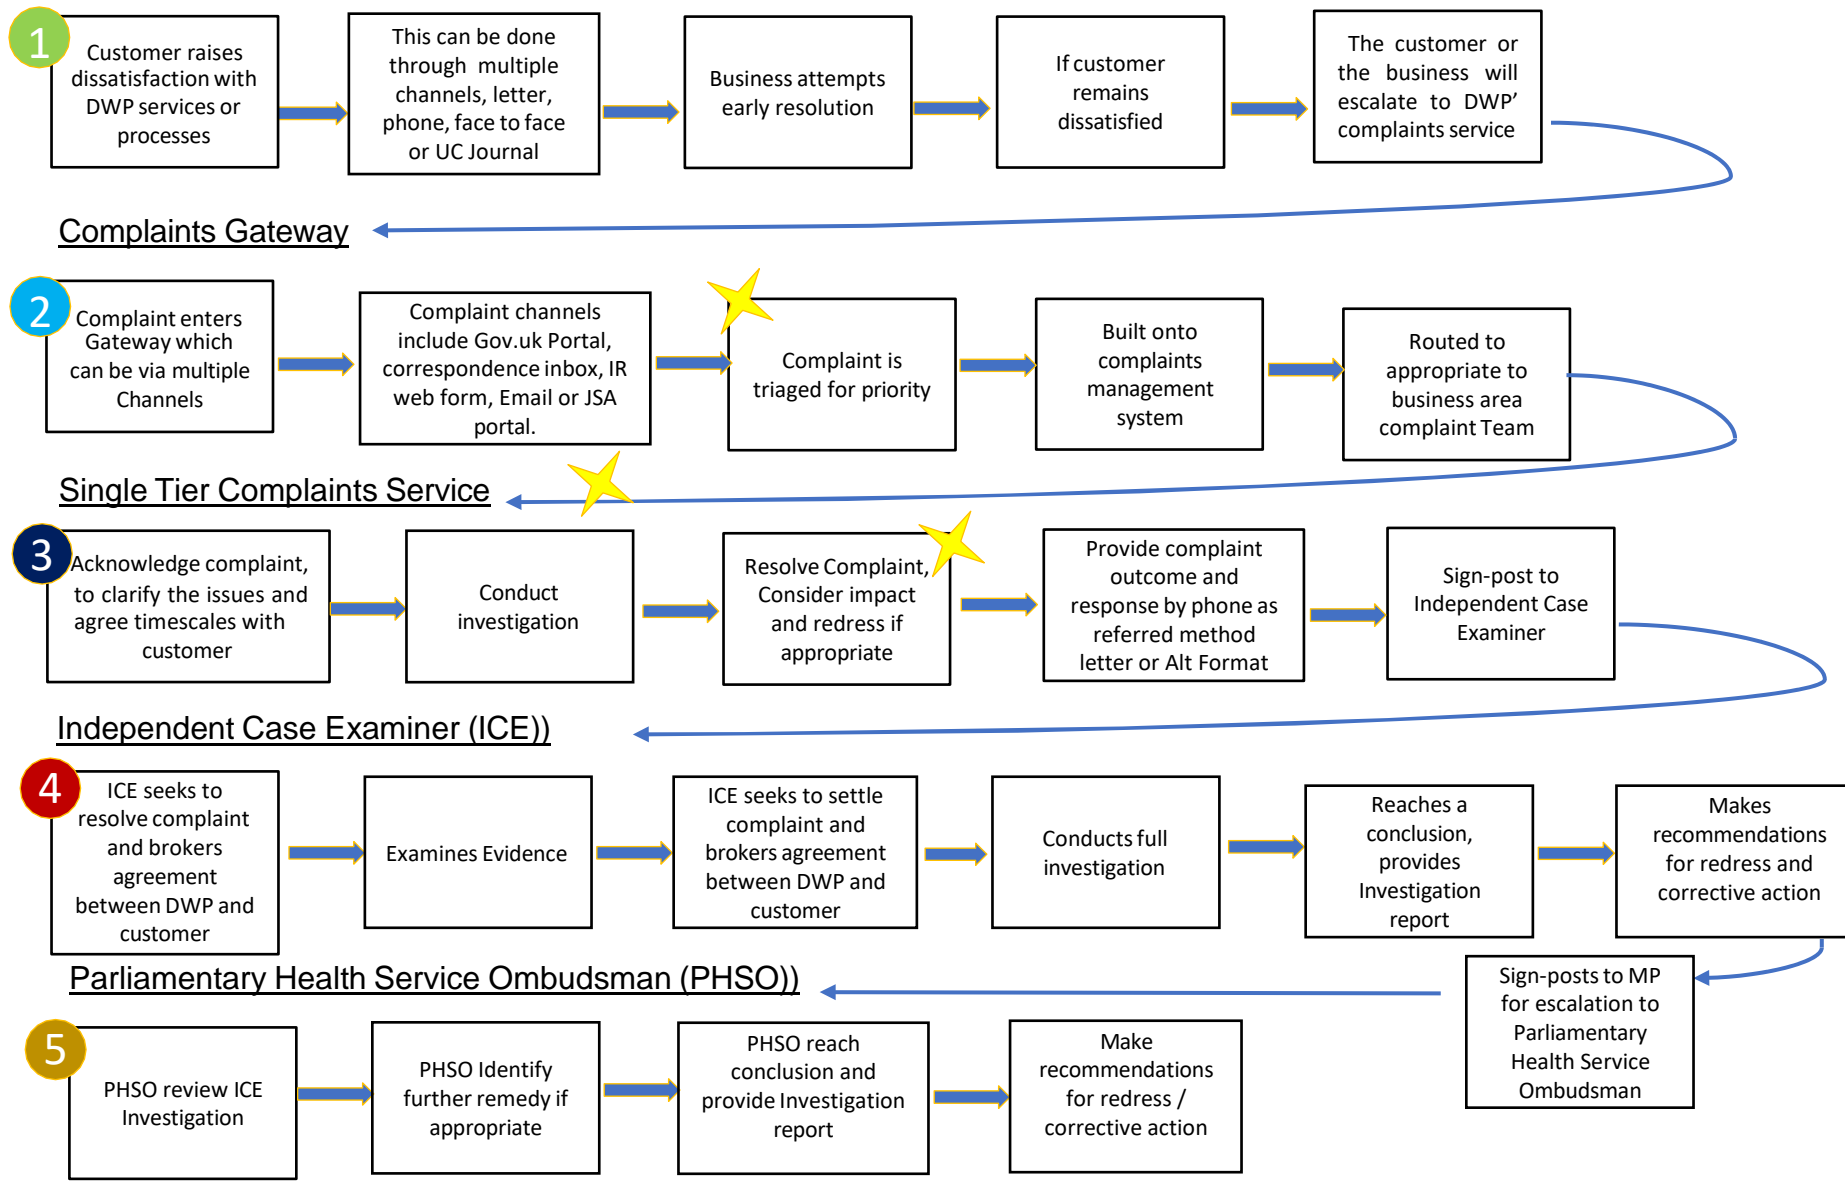 1
Customer raises
dissatisfaction with
DWP services or
processes
This can be done
through multiple
channels, letter,
phone, face to face
or UC Journal
Business attempts
early resolution
If customer
remains
dissatisfied
The customer or
the business will
escalate to DWP'
complaints service
Complaints Gateway
2
Complaint enters
Gateway which
can be via multiple
Channels
Complaint channels
include Gov.uk Portal,
correspondence inbox, IR
web form, Email or JSA
portal.
Complaint is
triaged for priority
Built onto
complaints
management
system
Routed to
appropriate to
business area
complaint Team
Single Tier Complaints Service
3
Acknowledge complaint,
to clarify the issues and
agree timescales with
customer
Conduct
investigation
Resolve Complaint,
Consider impact
and redress if
appropriate
Provide complaint
outcome and
response by phone as
referred method
letter or Alt Format
Sign-post to
Independent Case
Examiner
Independent Case Examiner (ICE))
4
ICE seeks to
resolve complaint
and brokers
agreement
between DWP and
customer
Examines Evidence
ICE seeks to settle
complaint and
brokers agreement
between DWP and
customer
Conducts full
investigation
Reaches a
conclusion,
provides
Investigation
report
Makes
recommendations
for redress and
corrective action
Sign-posts to MP
for escalation to
Parliamentary
Health Service
Ombudsman
Parliamentary Health Service Ombudsman (PHSO))
5
PHSO review ICE
Investigation
PHSO Identify
further remedy if
appropriate
PHSO reach
conclusion and
provide Investigation
report
Make
recommendations
for redress /
corrective action